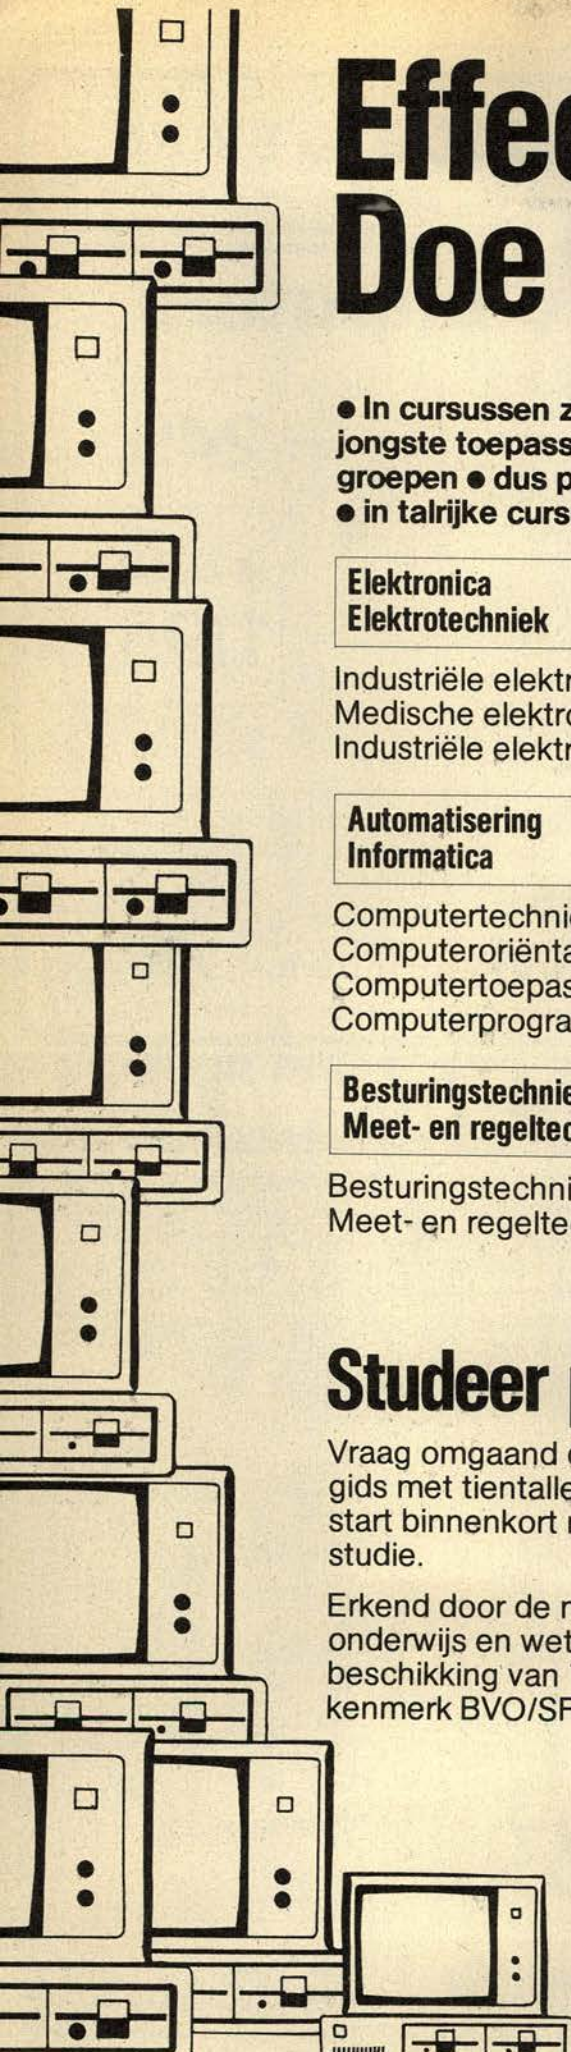 Effec
Doe
● In cursussen z
jongste toepass
groepen ● dus p
● in talrijke curs
Elektronica
Elektrotechniek
Industriële elektr
Medische elektro
Industriële elektr
Automatisering
Informatica
Computertechnie
Computeroriënta
Computertoepas
Computerprogra
Besturingstechnie
Meet- en regeltec
Besturingstechni
Meet- en regelte
Studeer
Vraag omgaand
gids met tientalle
start binnenkort
studie.
Erkend door de
onderwijs en wet
beschikking van
kenmerk BVO/SF